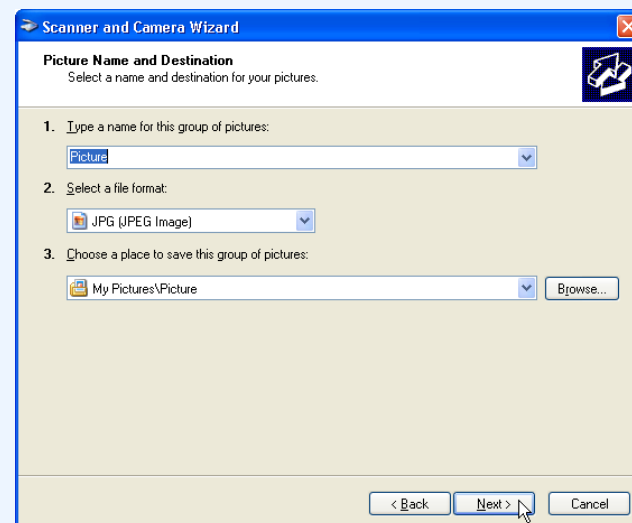 Scanner and Camera Wizard
Picture Name and Destination
Select a name and destination for your pictures.
1. Type a name for this group of pictures:
Picture
2. Select a file format:
JPG (JPEG Image)
3. Choose a place to save this group of pictures:
My Pictures\Picture
Browse...
< Back Next > Cancel